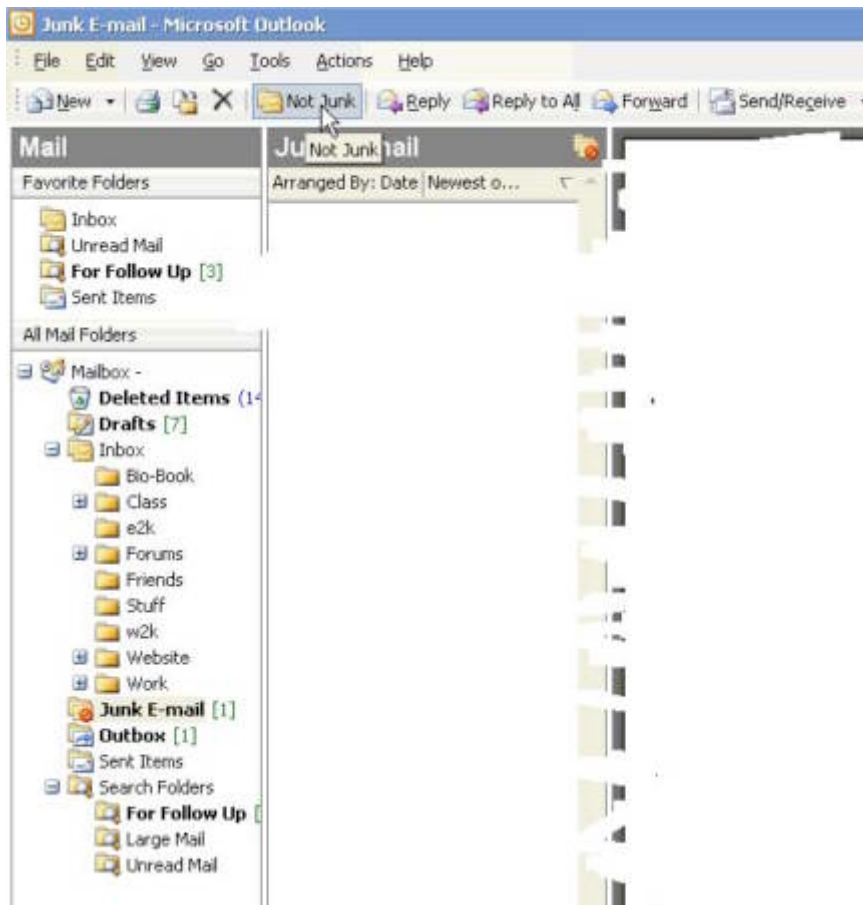 Junk E-mail - Microsoft Outlook
File Edit View Go Tools Actions Help
New Not Junk Reply Reply to All Forward Send/Receive
Mail
Not Junk
Favorite Folders
Arranged By: Date Newest o...
Inbox
Unread Mail
For Follow Up [3]
Sent Items
All Mail Folders
Mailbox -
Deleted Items
Drafts [7]
Inbox
Bio-Book
Class
e2k
Forums
Friends
Stuff
w2k
Website
Work
Junk E-mail [1]
Outbox [1]
Sent Items
Search Folders
For Follow Up
Large Mail
Unread Mail